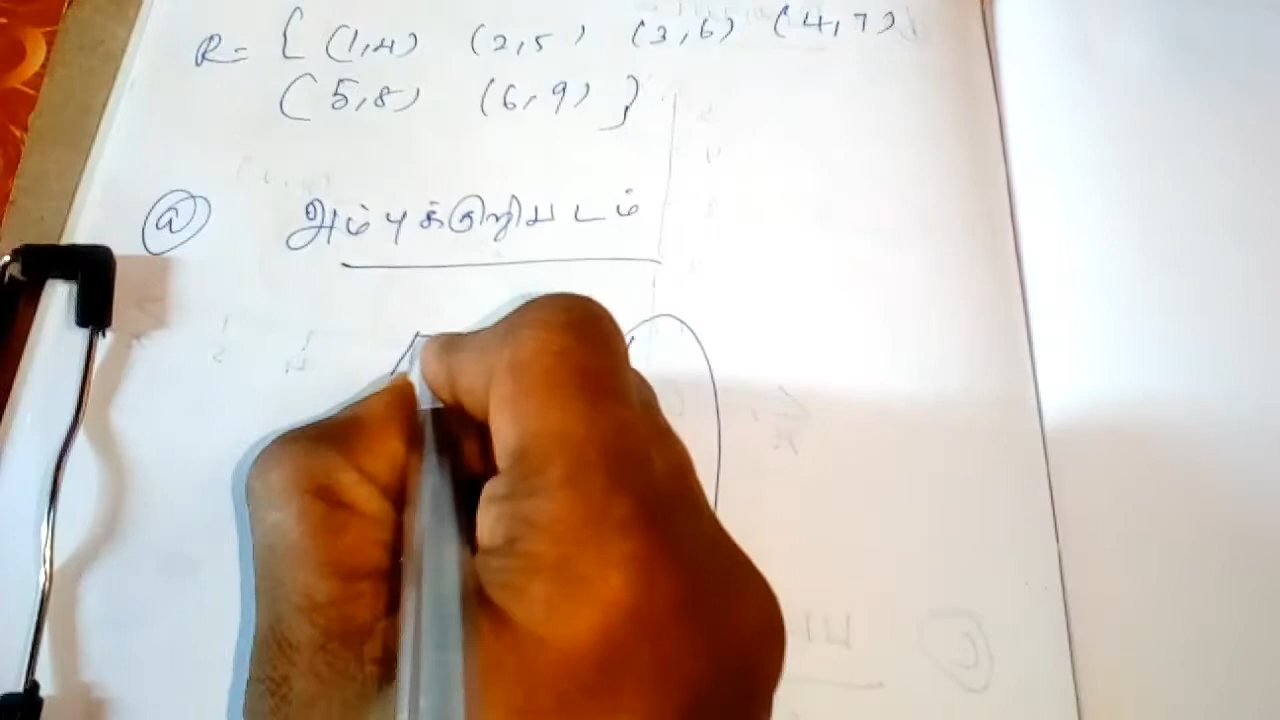 R = { (1,4) (2,5) (3,6) (4,7)
(5,8) (6,9) }
a அம்புக்குறிபடம்